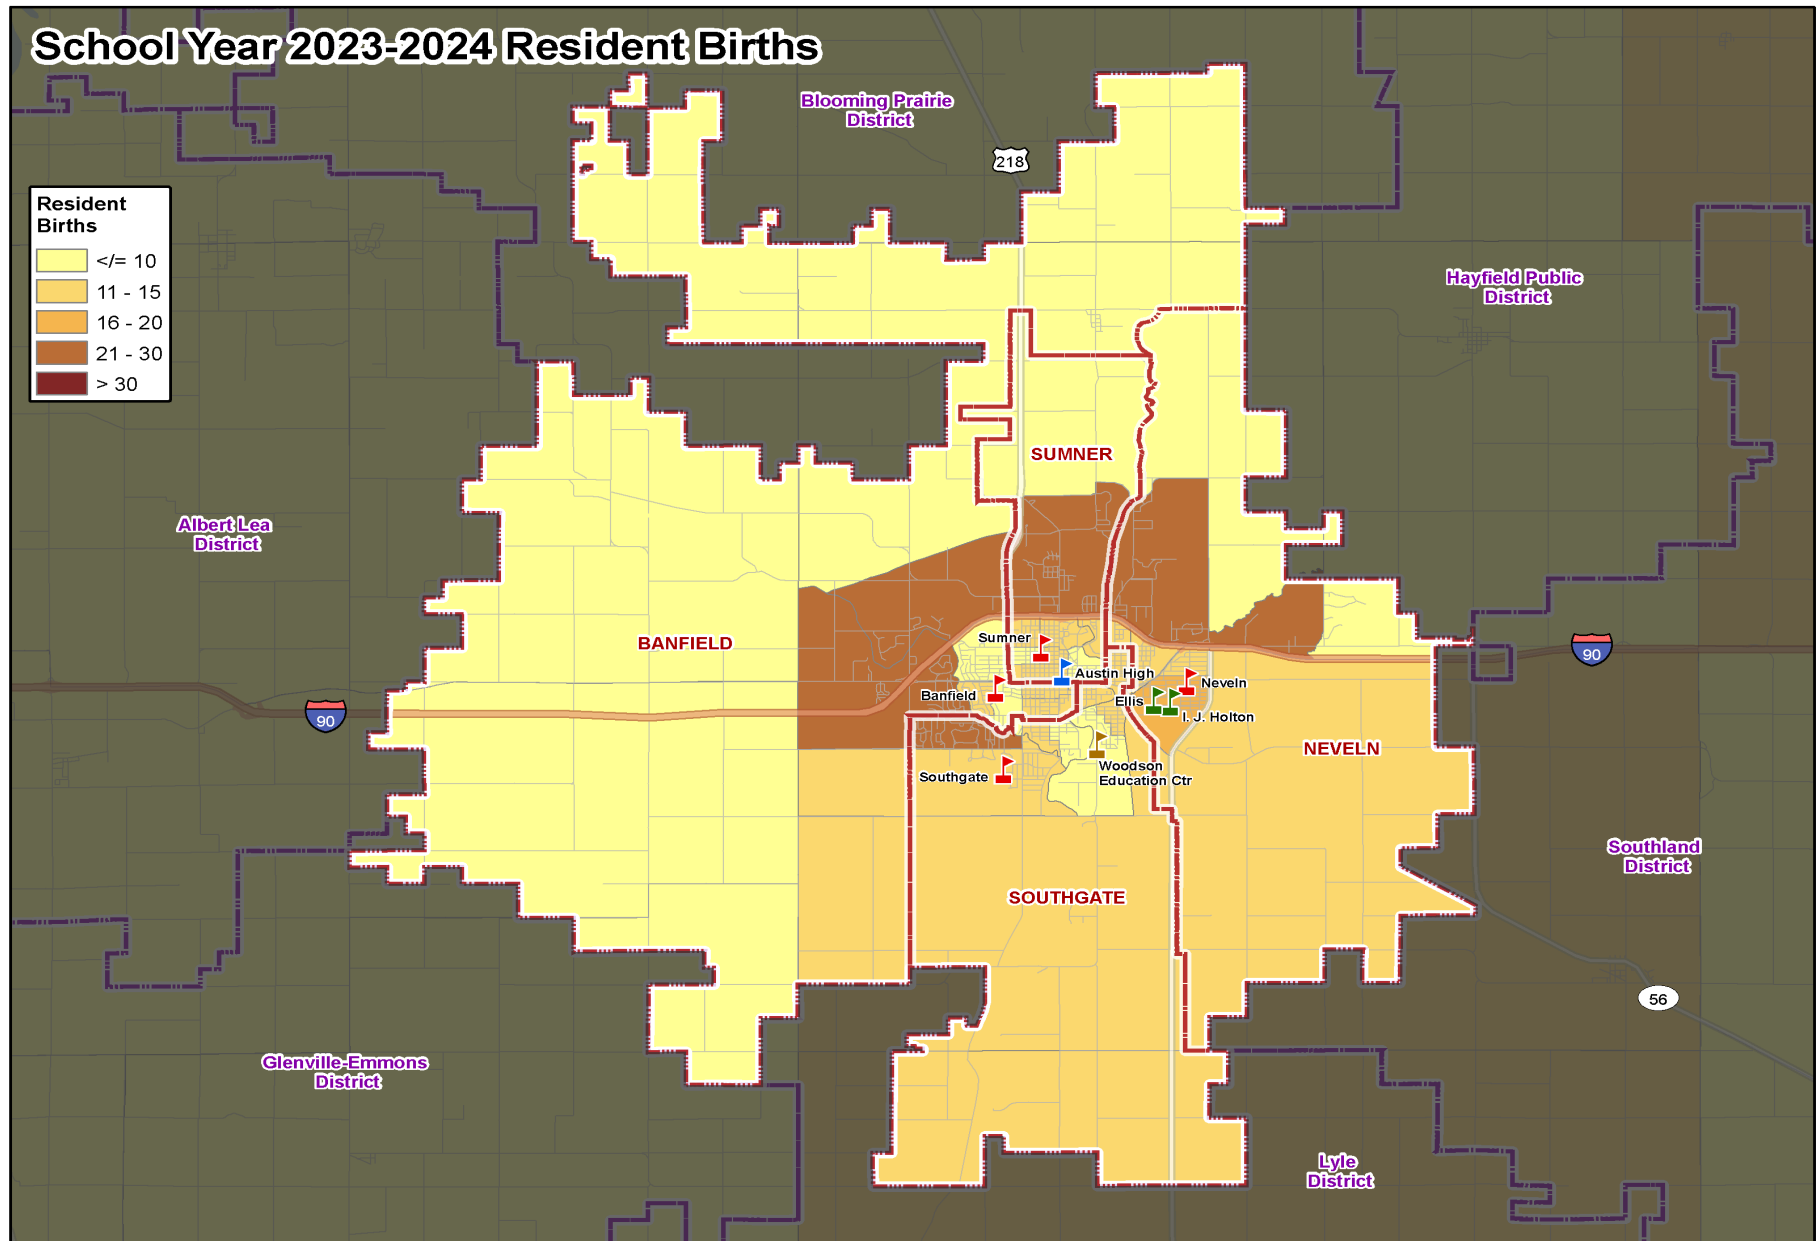 School Year 2023-2024 Resident Births
Blooming Prairie
District
218
Resident
Births
</= 10
11 - 15
16 - 20
21 - 30
> 30
Hayfield Public
District
SUMNER
Albert Lea
District
BANFIELD
Sumner
Austin High
90
Neveln
Banfield
Ellis
I. J. Holton
90
NEVELN
Woodson
Education Ctr
Southgate
Southland
District
SOUTHGATE
56
Glenville-Emmons
District
Lyle
District